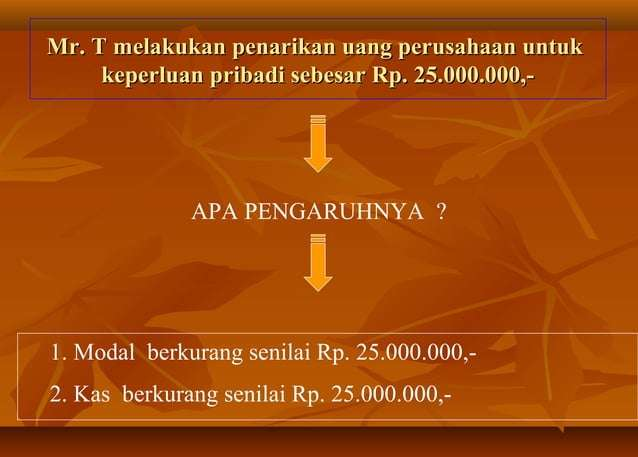 Mr. T melakukan penarikan uang perusahaan untuk
keperluan pribadi sebesar Rp. 25.000.000,-
APA PENGARUHNYA ?
1. Modal berkurang senilai Rp. 25.000.000,-
2. Kas berkurang senilai Rp. 25.000.000,-